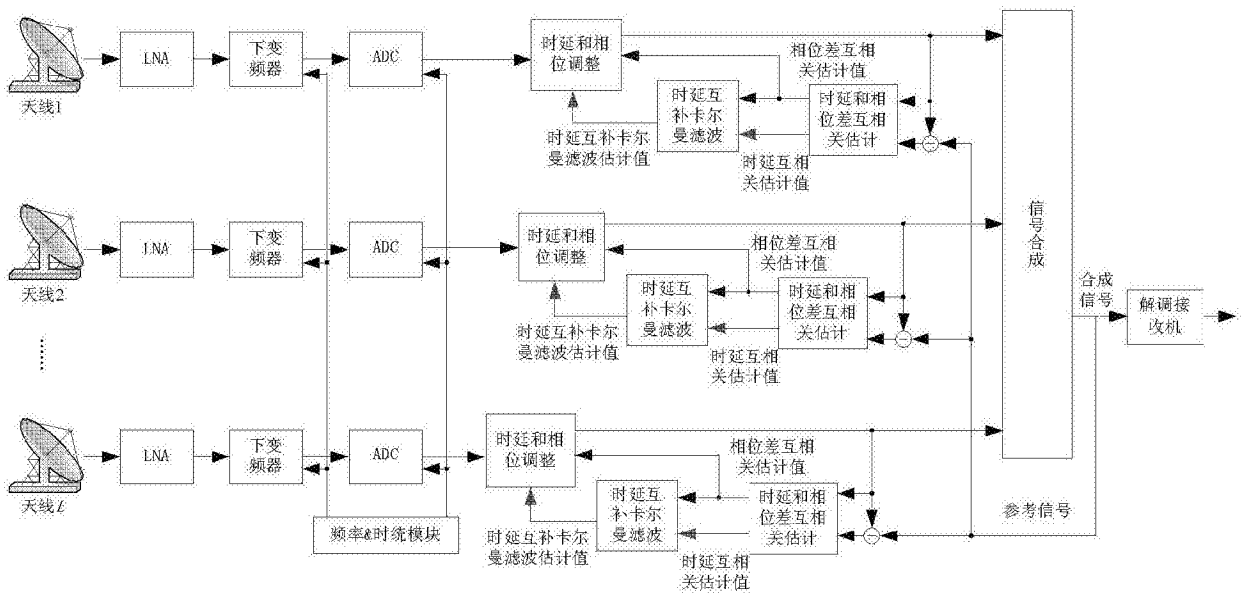 天线1
LNA
下变
频器
ADC
时延和相
位调整
时延互补卡尔
曼滤波估计值
时延互
补卡尔
曼滤波
相位差互相
关估计值
时延和相
位差互相
关估计
时延互相
关估计值
天线2
LNA
下变
频器
ADC
时延和相
位调整
时延互补卡尔
曼滤波估计值
时延互
补卡尔
曼滤波
相位差互相
关估计值
时延和相
位差互相
关估计
时延互相
关估计值
……
天线L
LNA
下变
频器
ADC
时延和相
位调整
时延互补卡尔
曼滤波估计值
时延互
补卡尔
曼滤波
相位差互相
关估计值
时延和相
位差互相
关估计
时延互相
关估计值
频率&时统模块
信号合成
合成
信号
参考信号
解调接
收机